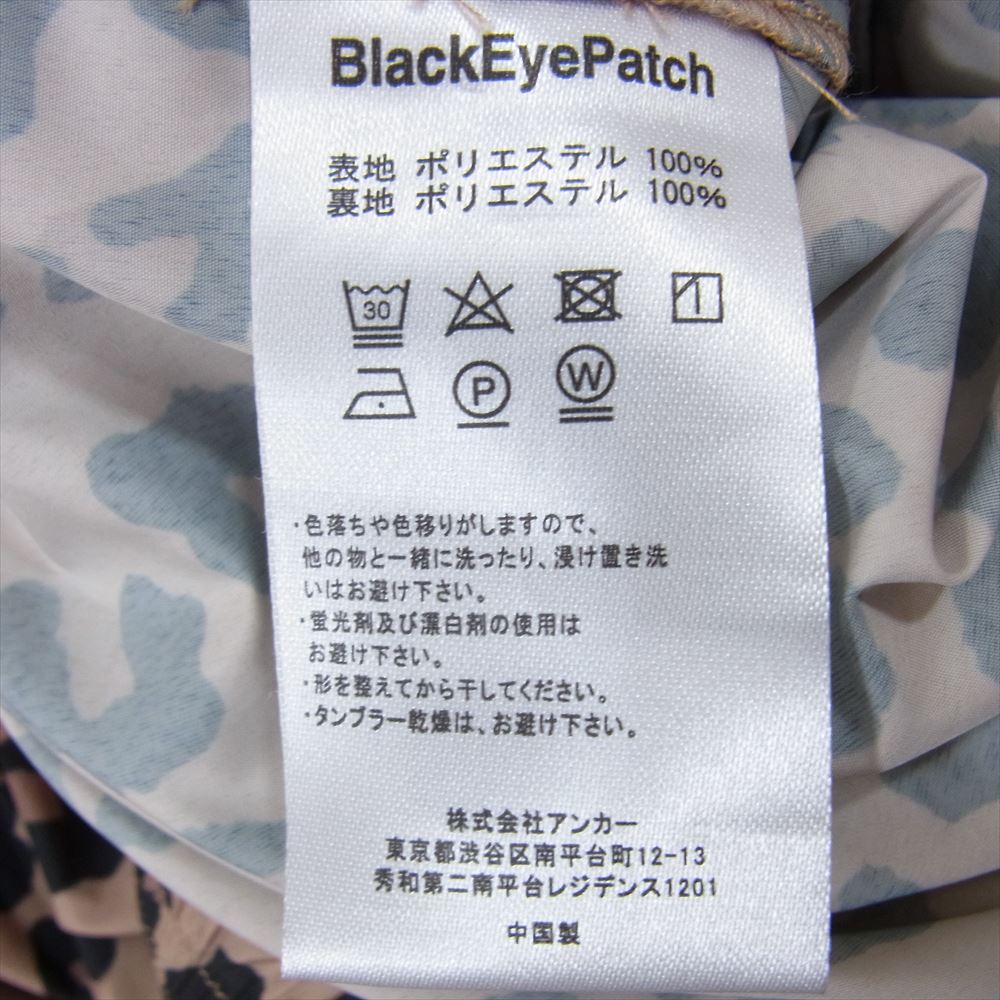 BlackEyePatch
表地 ポリエステル 100%
裏地 ポリエステル 100%
30
P
W
・色落ちや色移りがしますので、
他の物と一緒に洗ったり、浸け置き洗
いはお避け下さい。
・蛍光剤及び漂白剤の使用は
お避け下さい。
・形を整えてから干してください。
・タンブラー乾燥は、お避け下さい。
株式会社アンカー
東京都渋谷区南平台町12-13
秀和第二南平台レジデンス1201
中国製